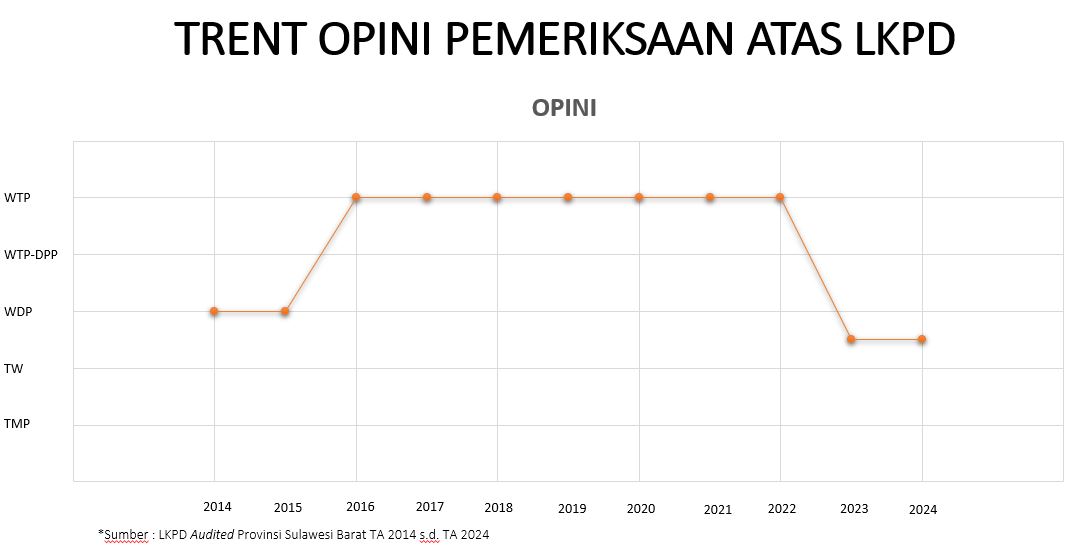 TRENT OPINI PEMERIKSAAN ATAS LKPD
OPINI
WTP
WTP-DPP
WDP
TW
TMP
2014 2015 2016 2017 2018 2019 2020 2021 2022 2023 2024
*Sumber : LKPD Audited Provinsi Sulawesi Barat TA 2014 s.d. TA 2024